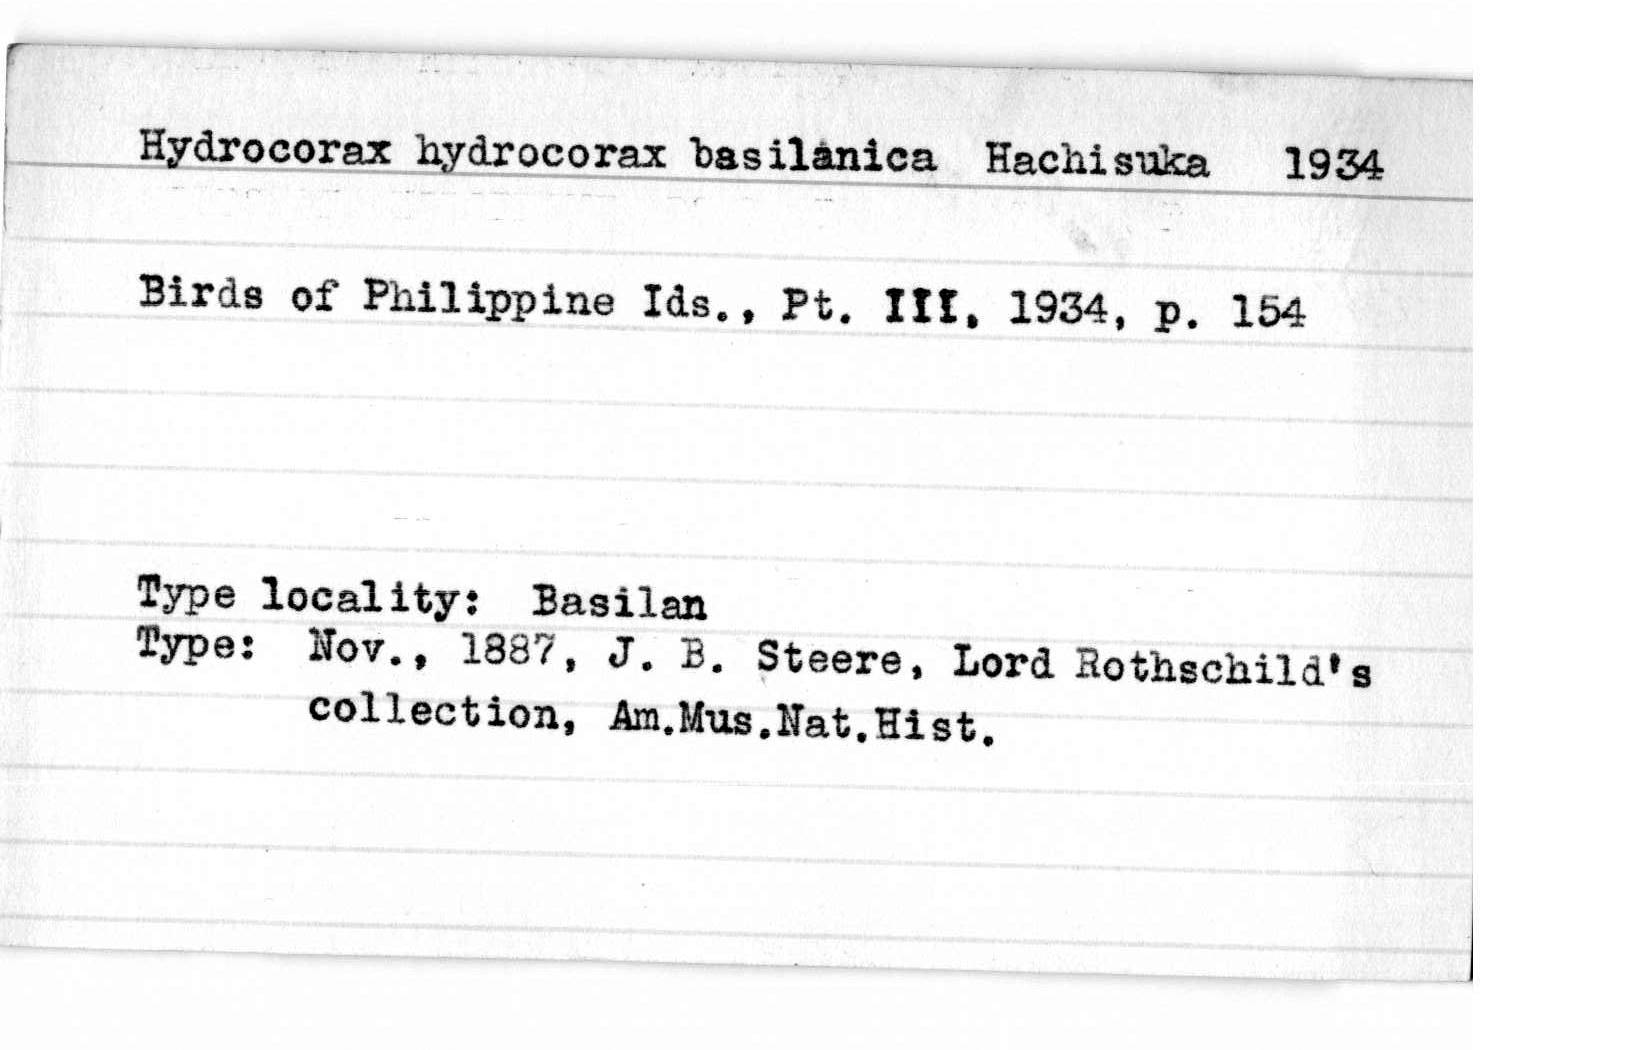 Hydrocorax hydrocorax basilanica Hachisuka 1934
Birds of Philippine Ids., Pt. III, 1934, p. 154
Type locality: Basilan
Type: Nov., 1887, J. B. Steere, Lord Rothschild's
collection, Am.Mus.Nat.Hist.